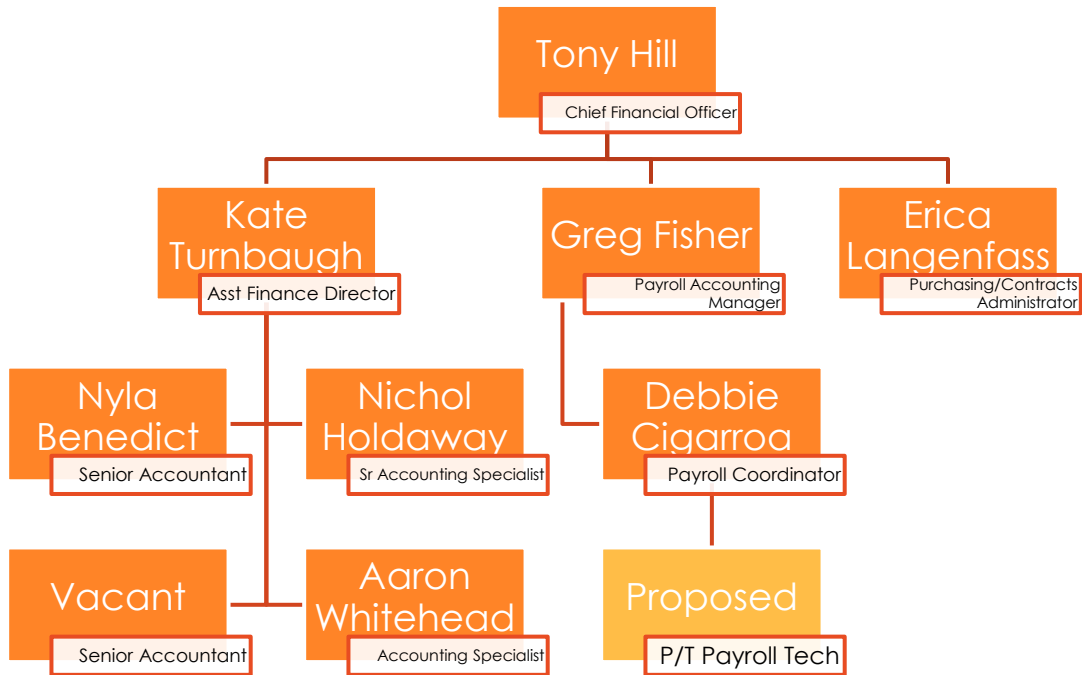 Tony Hill
Chief Financial Officer
Kate
Turnbaugh
Asst Finance Director
Greg Fisher
Payroll Accounting
Manager
Erica
Langenfass
Purchasing/Contracts
Administrator
Nyla
Benedict
Senior Accountant
Nichol
Holdaway
Sr Accounting Specialist
Debbie
Cigarroa
Payroll Coordinator
Vacant
Senior Accountant
Aaron
Whitehead
Accounting Specialist
Proposed
P/T Payroll Tech